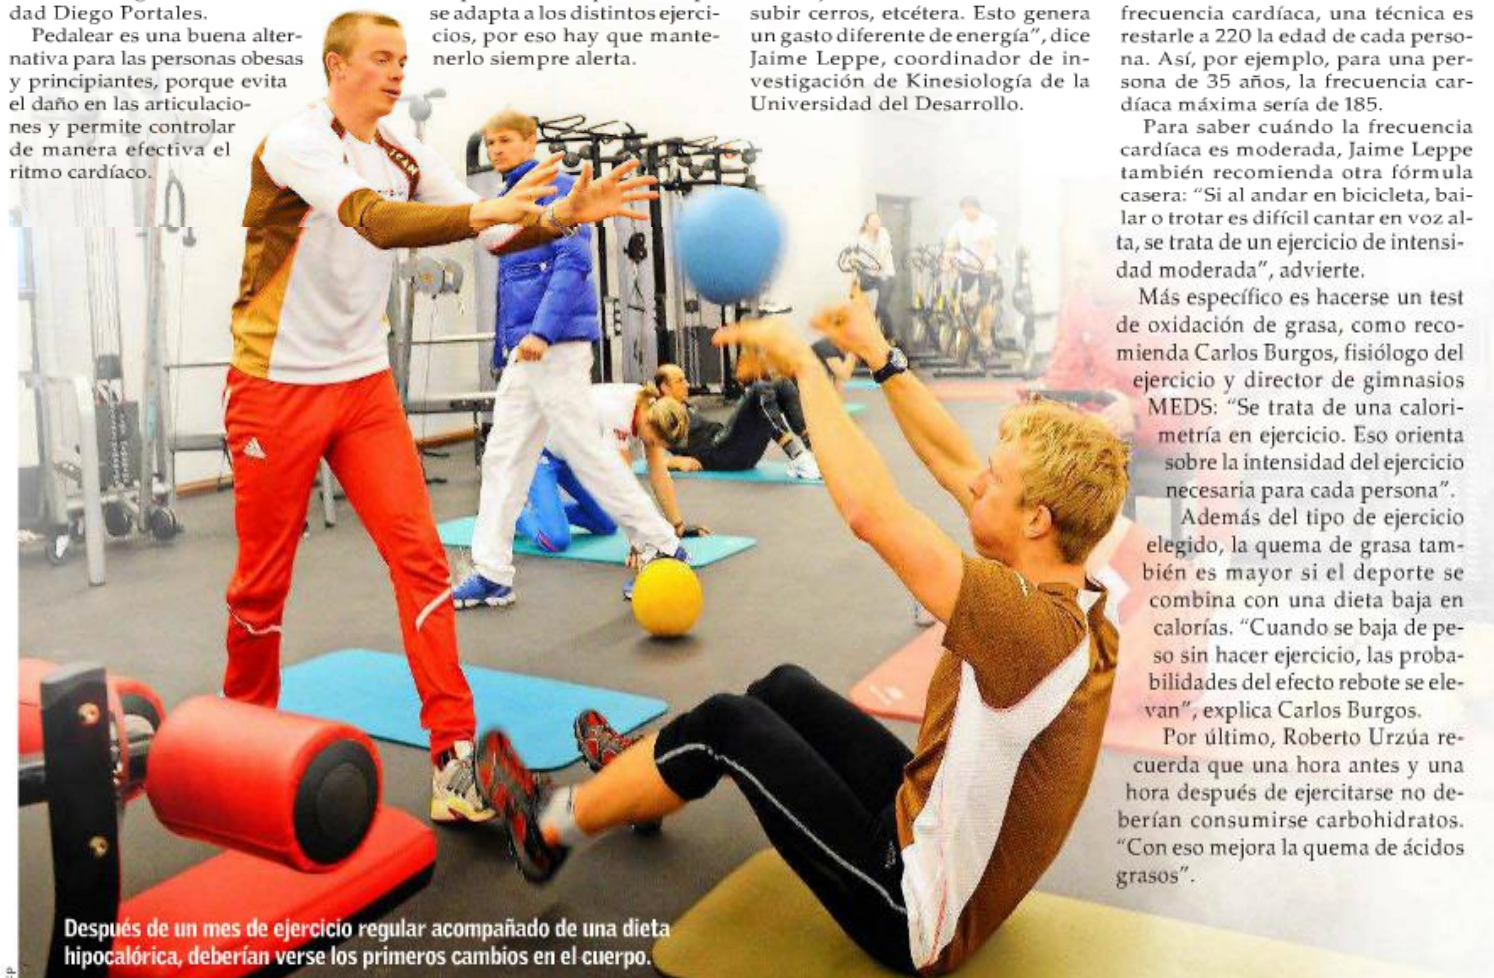 dad Diego Portales.
Pedalear es una buena alter-
nativa para las personas obesas
y principiantes, porque evita
el daño en las articulacio-
nes y permite controlar
de manera efectiva el
ritmo cardíaco.
se adapta a los distintos ejerci-
cios, por eso hay que mante-
nerlo siempre alerta.
subir cerros, etcétera. Esto genera
un gasto diferente de energía”, dice
Jaime Leppe, coordinador de in-
vestigación de Kinesiología de la
Universidad del Desarrollo.
frecuencia cardíaca, una técnica es
restarle a 220 la edad de cada perso-
na. Así, por ejemplo, para una per-
sona de 35 años, la frecuencia car-
díaca máxima sería de 185.
Para saber cuándo la frecuencia
cardíaca es moderada, Jaime Leppe
también recomienda otra fórmula
casera: “Si al andar en bicicleta, bai-
lar o trotar es difícil cantar en voz al-
ta, se trata de un ejercicio de intensi-
dad moderada”, advierte.
Más específico es hacerse un test
de oxidación de grasa, como reco-
mienda Carlos Burgos, fisiólogo del
ejercicio y director de gimnasios
MEDS: “Se trata de una calori-
metría en ejercicio. Eso orienta
sobre la intensidad del ejercicio
necesaria para cada persona”.
Además del tipo de ejercicio
elegido, la quema de grasa tam-
bién es mayor si el deporte se
combina con una dieta baja en
calorías. “Cuando se baja de pe-
so sin hacer ejercicio, las proba-
bilidades del efecto rebote se ele-
van”, explica Carlos Burgos.
Por último, Roberto Urzúa re-
cuerda que una hora antes y una
hora después de ejercitarse no de-
berían consumirse carbohidratos.
“Con eso mejora la quema de ácidos
grasos”.
Después de un mes de ejercicio regular acompañado de una dieta
hipocalórica, deberían verse los primeros cambios en el cuerpo.